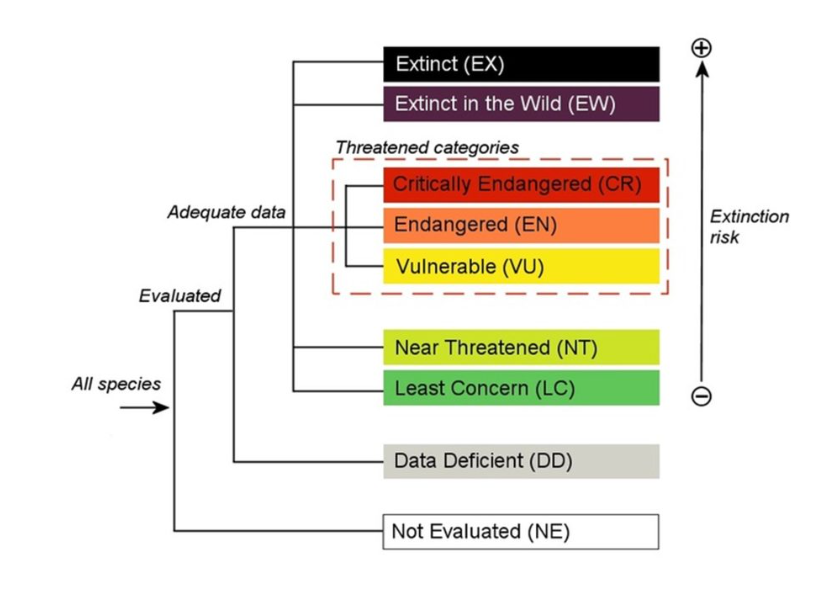 Extinct (EX)
Extinct in the Wild (EW)
Threatened categories
Critically Endangered (CR)
Adequate data
Endangered (EN)
Extinction
risk
Vulnerable (VU)
Evaluated
Near Threatened (NT)
All species
Least Concern (LC)
Data Deficient (DD)
Not Evaluated (NE)